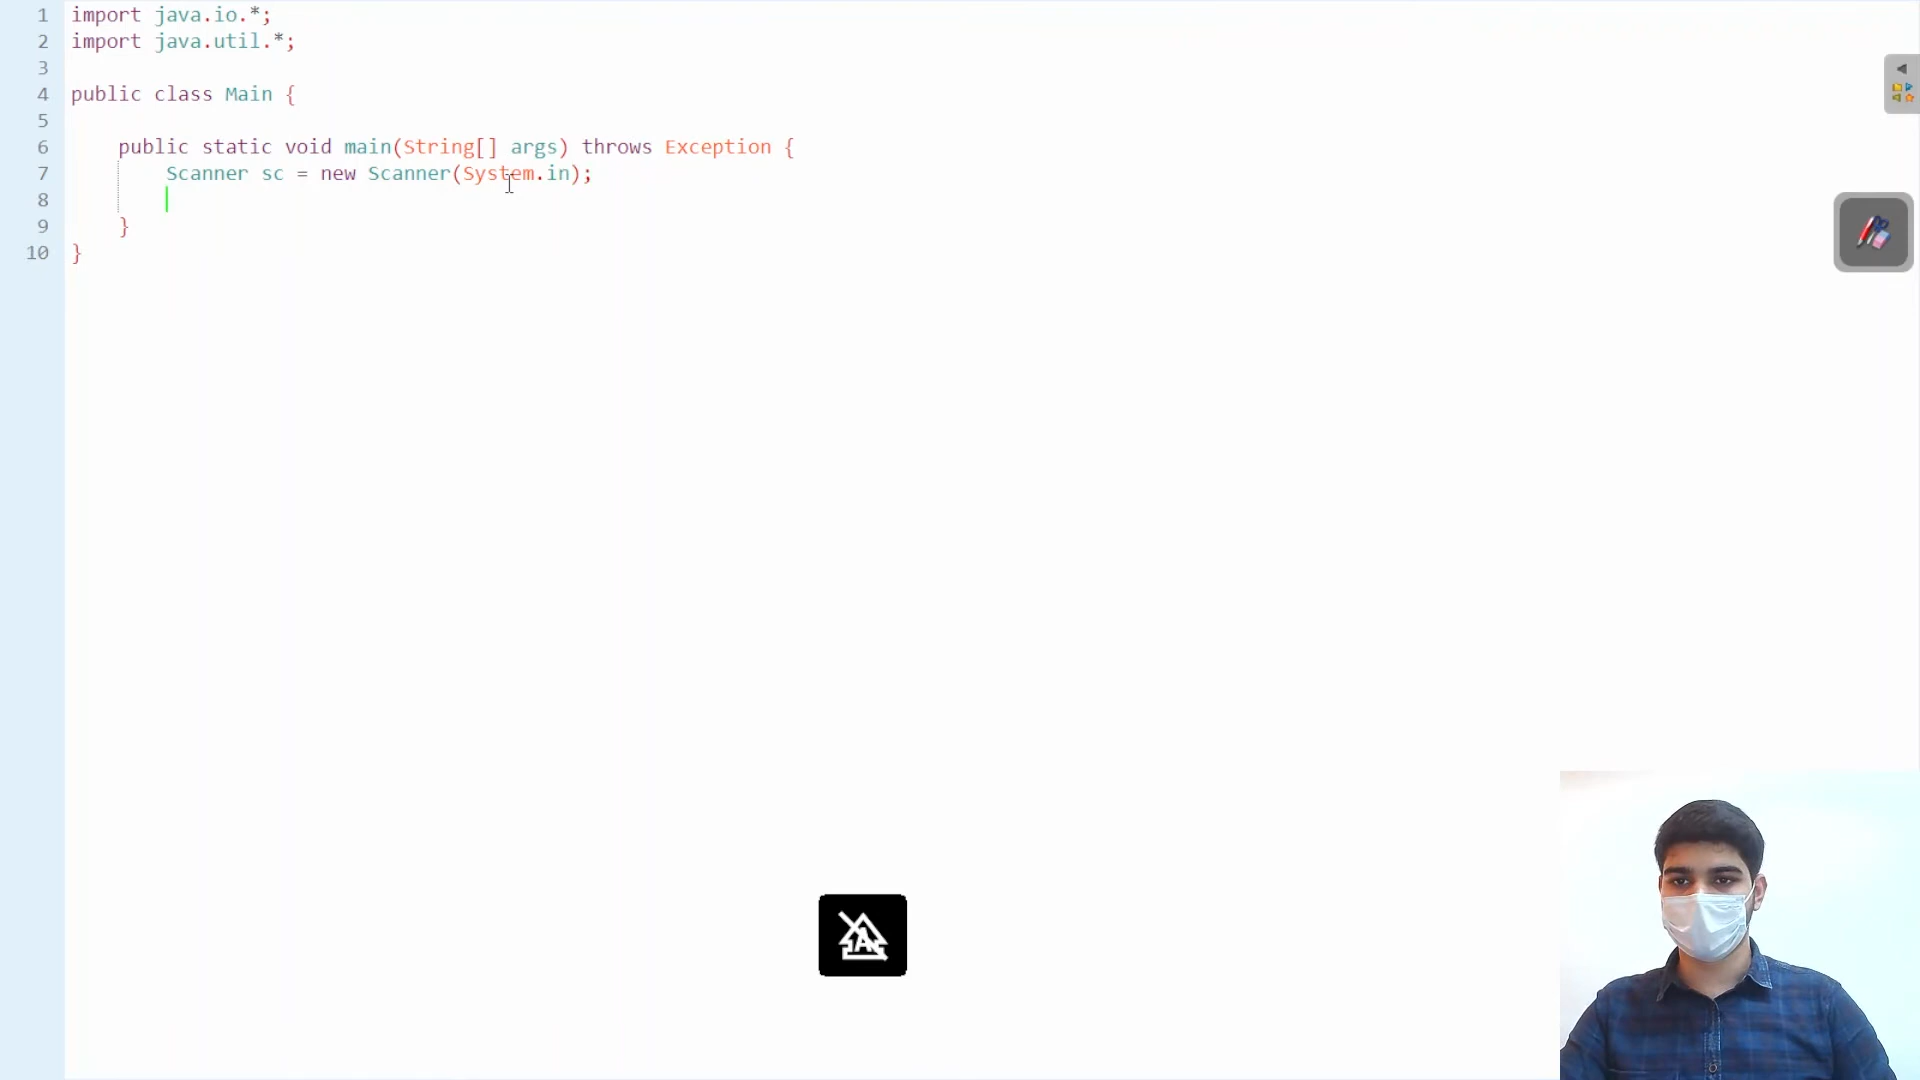 1 import java.io.*;
2 import java.util.*;
3
4 public class Main {
5
6 public static void main(String[] args) throws Exception {
7 Scanner sc = new Scanner(System.in);
8
9 }
10 }
A